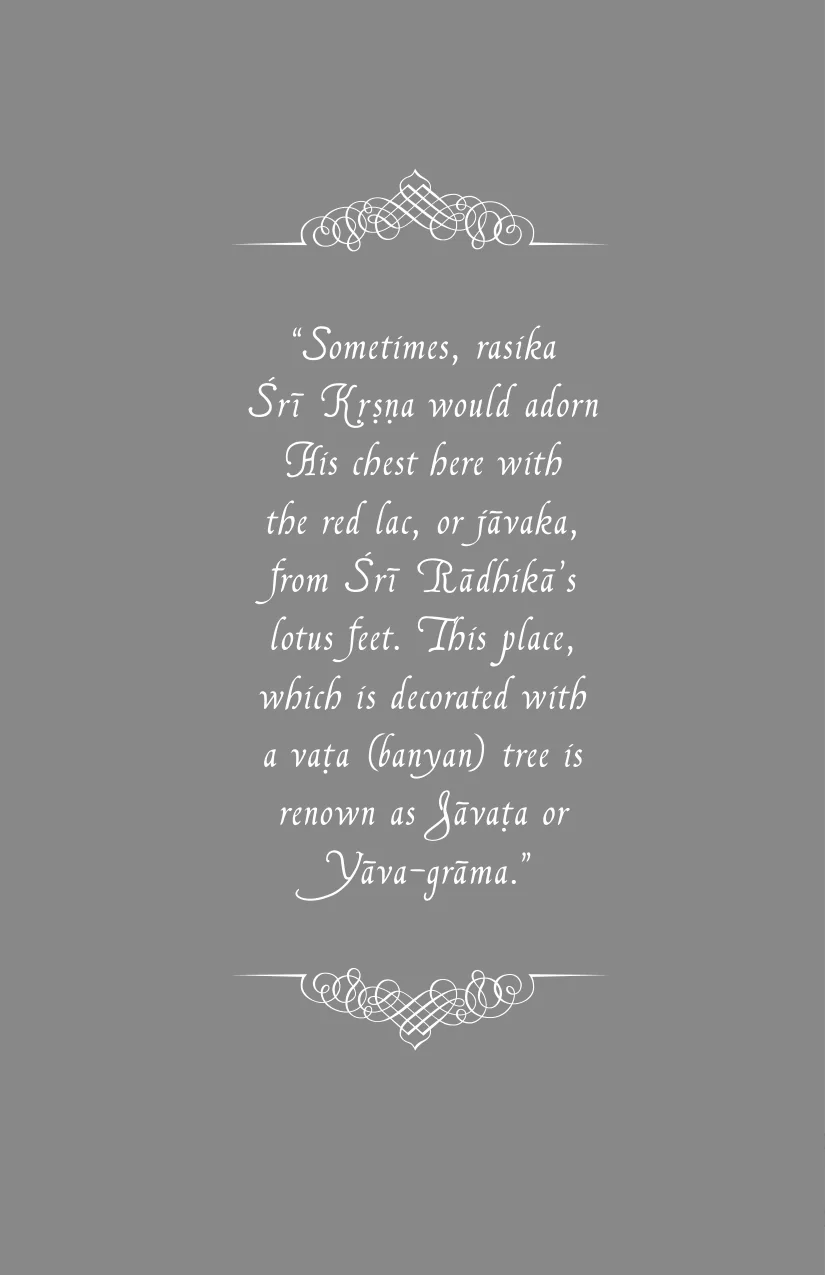 “Sometimes, rasika
Śrī Kṛṣṇa would adorn
His chest here with
the red lac, or jāvaka,
from Śrī Rādhikā’s
lotus feet. This place,
which is decorated with
a vaṭa (banyan) tree is
renown as Jāvaṭa or
Yāva-grāma.”